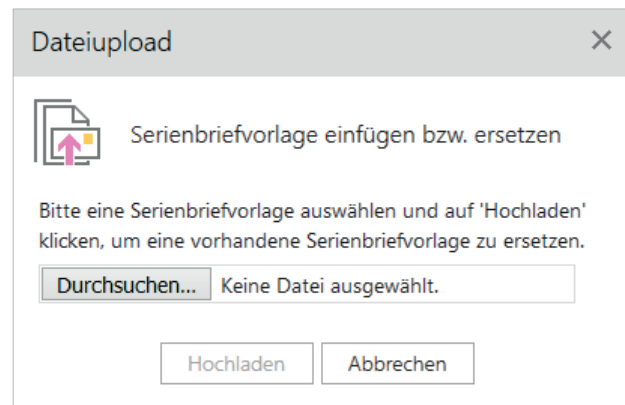 Dateiupload
Serienbriefvorlage einfügen bzw. ersetzen
Bitte eine Serienbriefvorlage auswählen und auf 'Hochladen'
klicken, um eine vorhandene Serienbriefvorlage zu ersetzen.
Durchsuchen... Keine Datei ausgewählt.
Hochladen Abbrechen